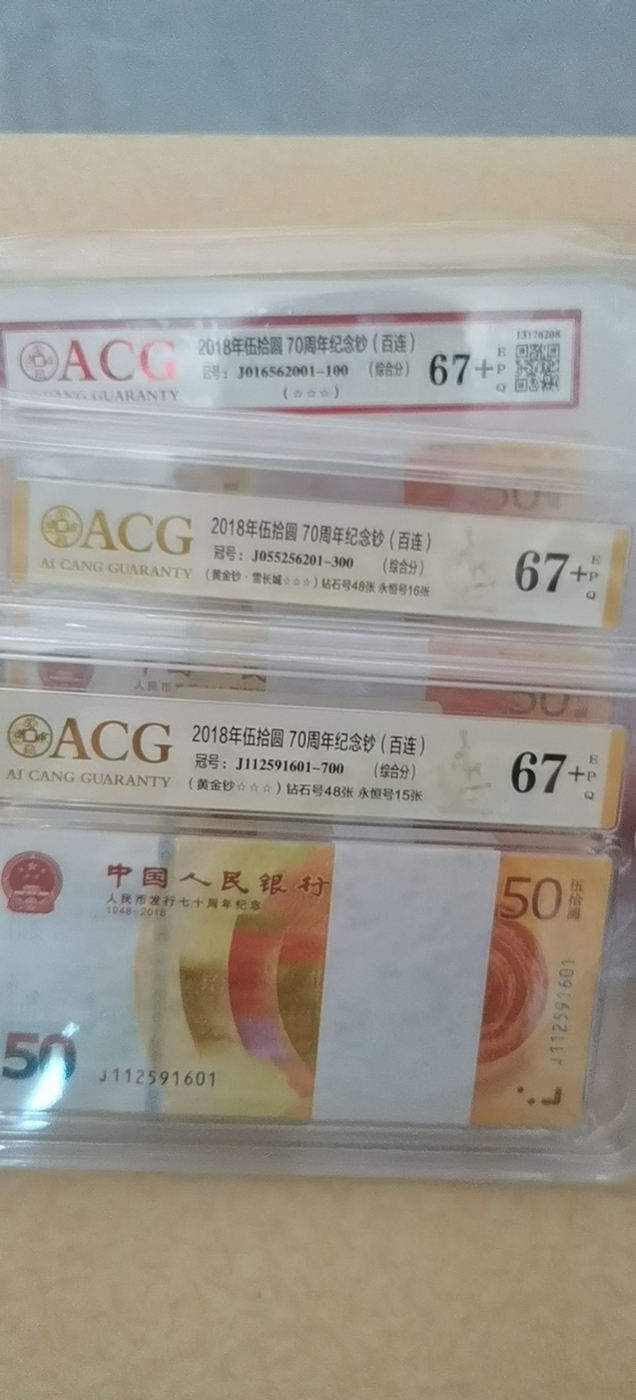 ACG
CANG GUARANTY
2018年伍拾圆 70周年纪念钞（百连）
冠号：J016562001-100 （综合分）
（☆☆☆）
67+
EPQ
13176208
50
ACG
AI CANG GUARANTY
2018年伍拾圆 70周年纪念钞（百连）
冠号：J055256201-300 （综合分）
（黄金钞·雪长城☆☆☆）钻石号48张 永恒号16张
67+
EPQ
50
ACG
AI CANG GUARANTY
2018年伍拾圆 70周年纪念钞（百连）
冠号：J112591601-700 （综合分）
（黄金钞☆☆☆）钻石号48张 永恒号15张
67+
EPQ
中国人民银行
人民币发行七十周年纪念
1948-2018
50
伍拾圆
J112591601
50
J112591601